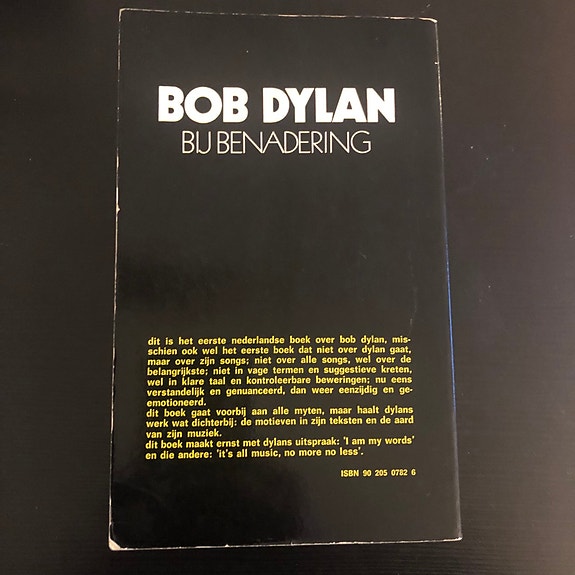 BOB DYLAN
BIJ BENADERING
dit is het eerste nederlandse boek over bob dylan, mis-
schien ook wel het eerste boek dat niet over dylan gaat,
maar over zijn songs; niet over alle songs, wel over de
belangrijkste; niet in vage termen en suggestieve kreten,
wel in klare taal en kontroleerbare beweringen; nu eens
verstandelijk en genuanceerd, dan weer eenzijdig en ge-
emotioneerd.
dit boek gaat voorbij aan alle myten, maar haalt dylans
werk wat dichterbij: de motieven in zijn teksten en de aard
van zijn muziek.
dit boek maakt ernst met dylans uitspraak: 'I am my words'
en die andere: 'it's all music, no more no less'.
ISBN 90 205 0782 6